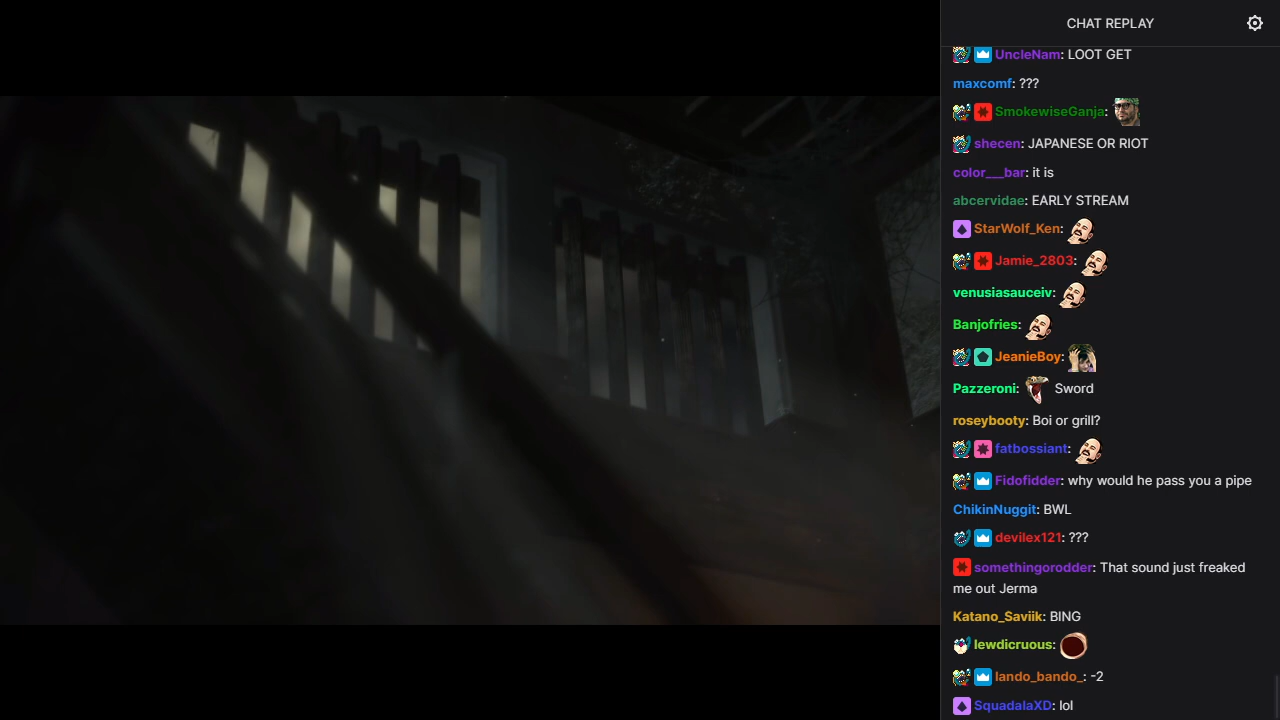 CHAT REPLAY
UncleNam: LOOT GET
maxcomf: ???
SmokewiseGanja:
shecen: JAPANESE OR RIOT
color___bar: it is
abcervidae: EARLY STREAM
StarWolf_Ken:
Jamie_2803:
venusiasauceiv:
Banjofries:
JeanieBoy:
Pazzeroni: Sword
roseybooty: Boi or grill?
fatbossiant:
Fidofidder: why would he pass you a pipe
ChikinNuggit: BWL
devilex121: ???
somethingorodder: That sound just freaked
me out Jerma
Katano_Saviik: BING
lewdicruous:
lando_bando_: -2
SquadalaXD: lol